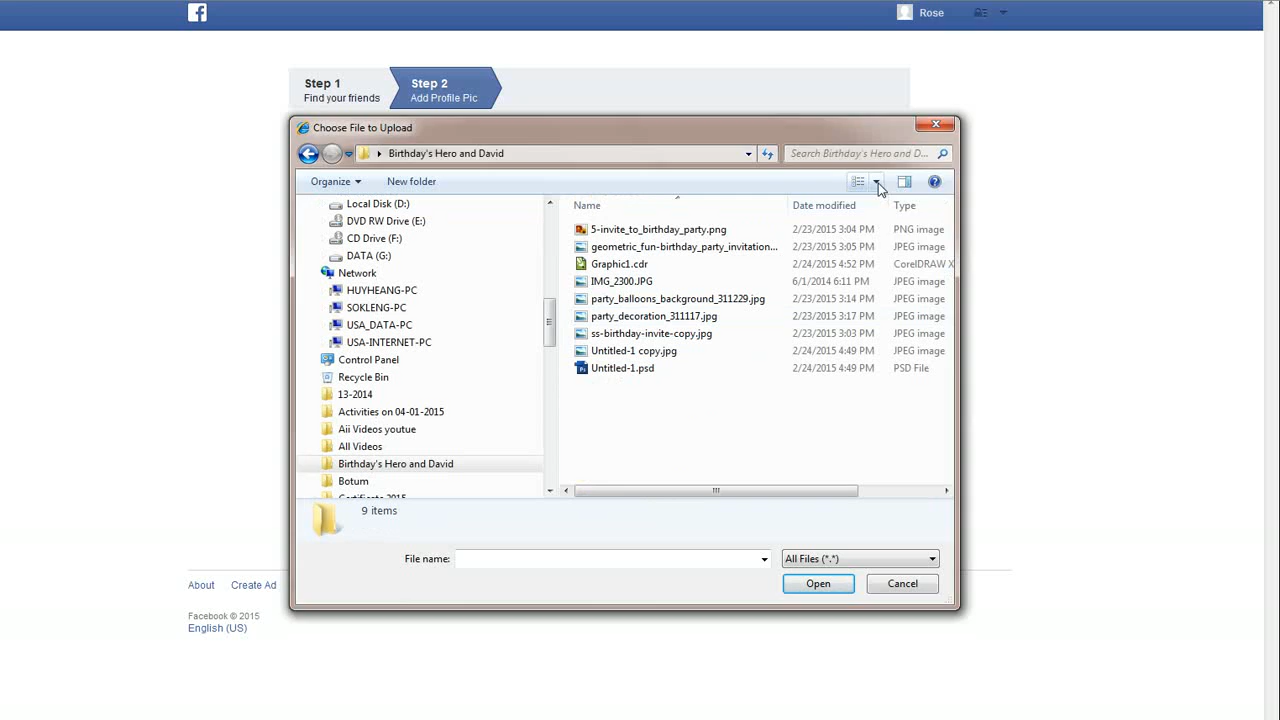 f
Rose
Step 1
Find your friends
Step 2
Add Profile Pic
Choose File to Upload
Birthday's Hero and David
Search Birthday's Hero and D...
Organize
New folder
Local Disk (D:)
DVD RW Drive (E:)
CD Drive (F:)
DATA (G:)
Network
HUYHEANG-PC
SOKLENG-PC
USA_DATA-PC
USA-INTERNET-PC
Control Panel
Recycle Bin
13-2014
Activities on 04-01-2015
Aii Videos youtue
All Videos
Birthday's Hero and David
Botum
Certificate 2015
Name Date modified Type
5-invite_to_birthday_party.png 2/23/2015 3:04 PM PNG image
geometric_fun-birthday_party_invitation... 2/23/2015 3:05 PM JPEG image
Graphic1.cdr 2/24/2015 4:52 PM CorelDRAW X
IMG_2300.JPG 6/1/2014 6:11 PM JPEG image
party_balloons_background_311229.jpg 2/23/2015 3:14 PM JPEG image
party_decoration_311117.jpg 2/23/2015 3:17 PM JPEG image
ss-birthday-invite-copy.jpg 2/23/2015 3:03 PM JPEG image
Untitled-1 copy.jpg 2/24/2015 4:49 PM JPEG image
Untitled-1.psd 2/24/2015 4:49 PM PSD File
9 items
File name:
All Files (*.*)
Open
Cancel
About Create Ad
Facebook © 2015
English (US)